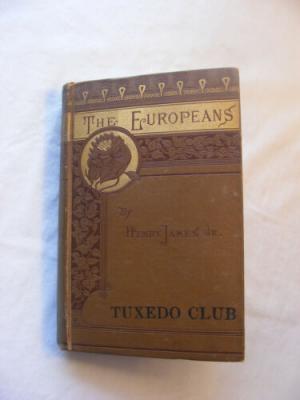 THE EUROPEANS
By
HENRY JAMES JR.
TUXEDO CLUB